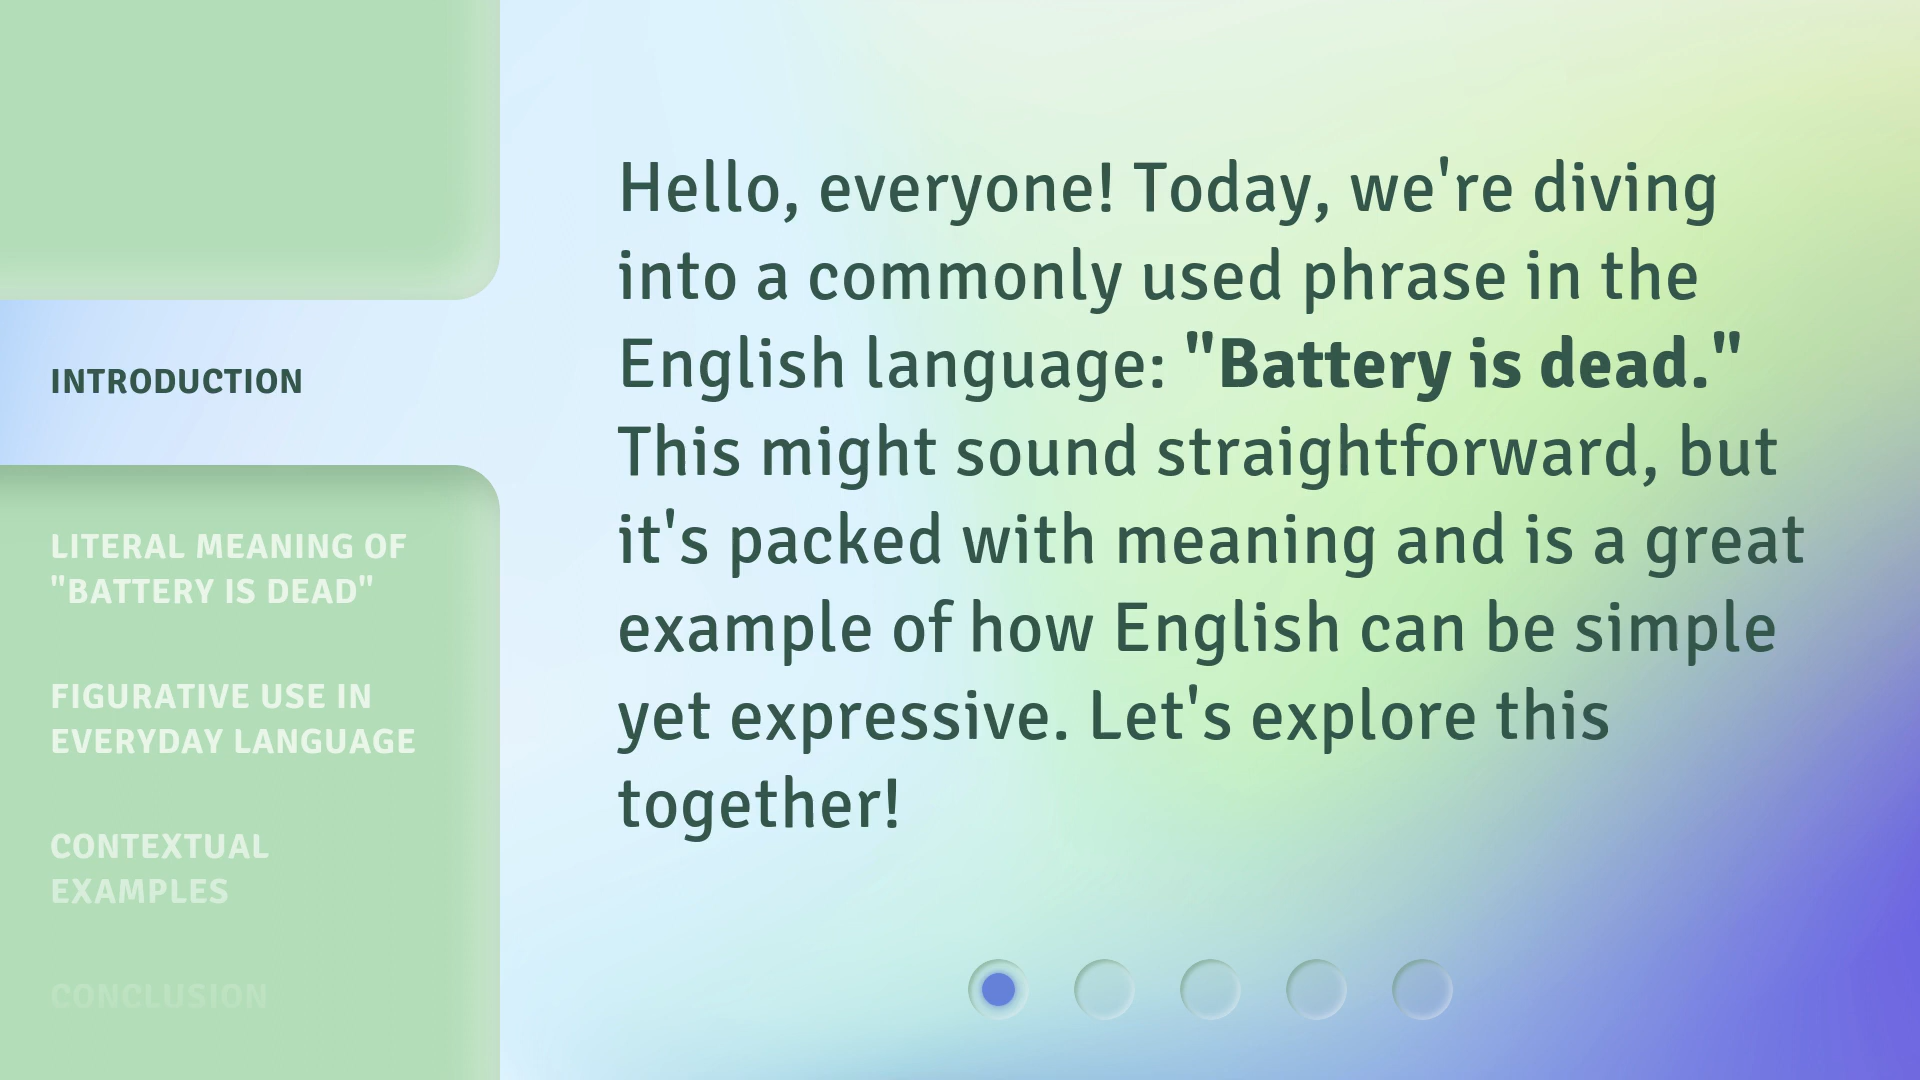 INTRODUCTION
LITERAL MEANING OF
"BATTERY IS DEAD"
FIGURATIVE USE IN
EVERYDAY LANGUAGE
CONTEXTUAL
EXAMPLES
CONCLUSION
Hello, everyone! Today, we're diving
into a commonly used phrase in the
English language: "Battery is dead."
This might sound straightforward, but
it's packed with meaning and is a great
example of how English can be simple
yet expressive. Let's explore this
together!